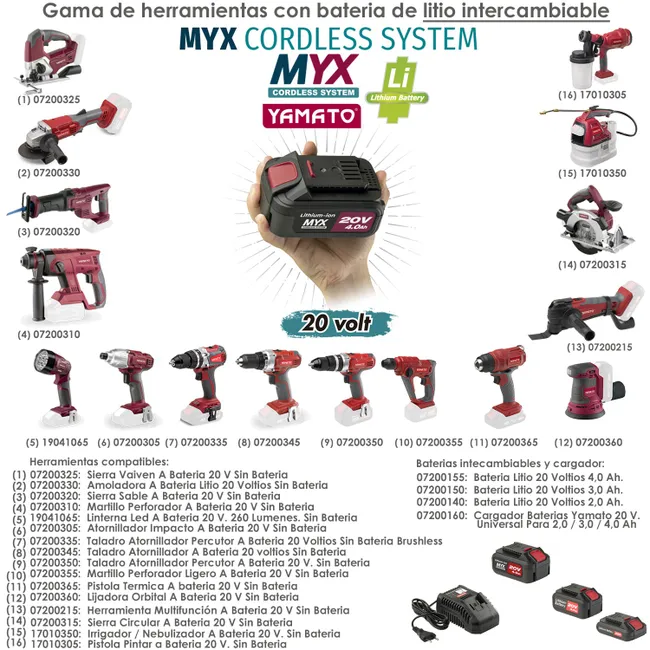 Gama de herramientas con bateria de litio intercambiable
MYX CORDLESS SYSTEM
MYX
CORDLESS SYSTEM
YAMATO
Li
Lithium Battery
(1) 07200325
(16) 17010305
(2) 07200330
(15) 17010350
(3) 07200320
(14) 07200315
(4) 07200310
(13) 07200215
Lithium-ion
MYX
20V
4.0Ah
20 volt
(5) 19041065
(6) 07200305
(7) 07200335
(8) 07200345
(9) 07200350
(10) 07200355
(11) 07200365
(12) 07200360
Herramientas compatibles:
(1) 07200325: Sierra Vaiven A Bateria 20 V Sin Bateria
(2) 07200330: Amoladora A Bateria Litio 20 Voltios Sin Bateria
(3) 07200320: Sierra Sable A Bateria 20 V Sin Bateria
(4) 07200310: Martillo Perforador A Bateria 20 V Sin Bateria
(5) 19041065: Linterna Led A Bateria 20 V. 260 Lumenes. Sin Bateria
(6) 07200305: Atornillador Impacto A Bateria 20 V Sin Bateria
(7) 07200335: Taladro Atornillador Percutor A Bateria 20 Voltios Sin Bateria Brushless
(8) 07200345: Taladro Atornillador A Bateria 20 voltios Sin Bateria
(9) 07200350: Taladro Atornillador Percutor A Bateria 20 V. Sin Bateria
(10) 07200355: Martillo Perforador Ligero A Bateria 20 V. Sin Bateria
(11) 07200365: Pistola Termica A bateria 20 V Sin Bateria
(12) 07200360: Lijadora Orbital A Bateria 20 V Sin Bateria
(13) 07200215: Herramienta Multifunción A Bateria 20 V Sin Bateria
(14) 07200315: Sierra Circular A Bateria 20 V Sin Bateria
(15) 17010350: Irrigador / Nebulizador A Bateria 20 V. Sin Bateria
(16) 17010305: Pistola Pintar a Bateria 20 V. Sin Bateria
Baterias intecambiables y cargador:
07200155: Bateria Litio 20 Voltios 4,0 Ah.
07200150: Bateria Litio 20 Voltios 3,0 Ah.
07200140: Bateria Litio 20 Voltios 2,0 Ah.
07200160: Cargador Baterias Yamato 20 V.
Universal Para 2,0 / 3,0 / 4,0 Ah